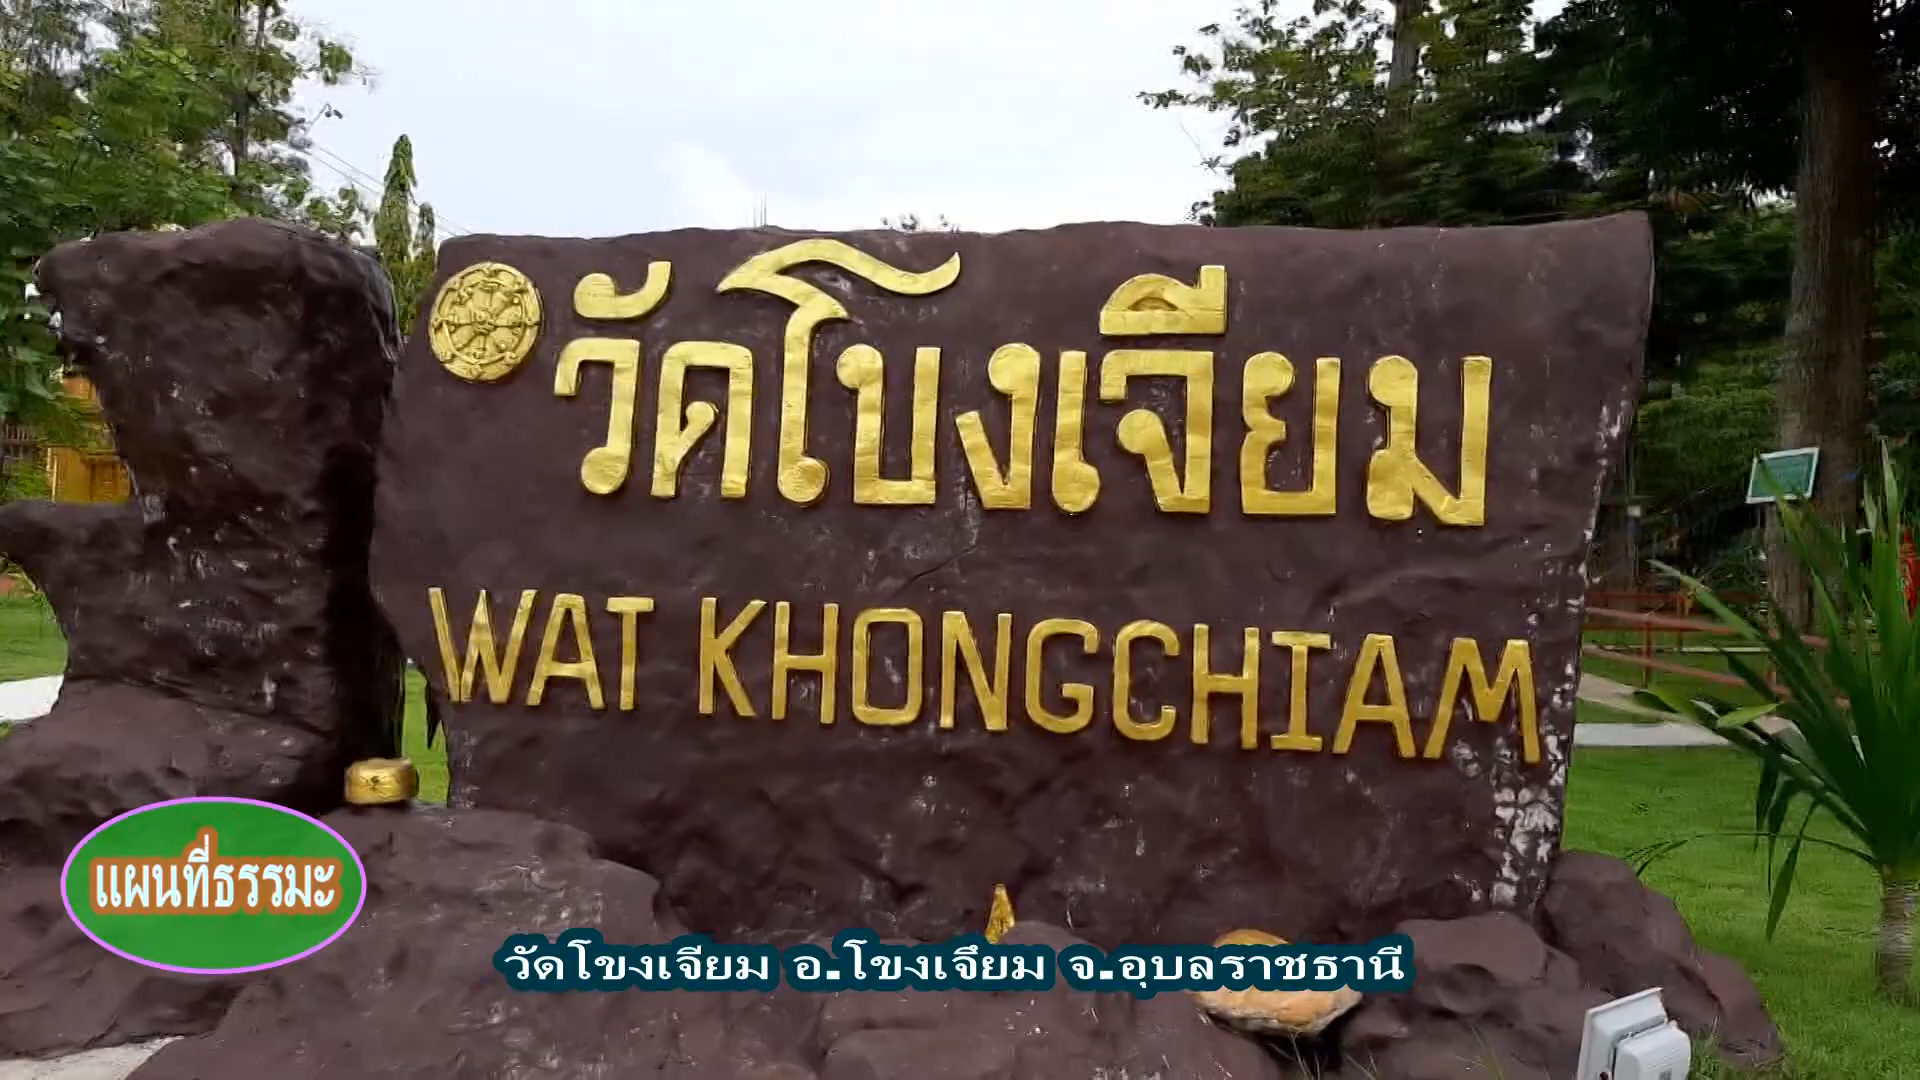 วัดโขงเจียม
WAT KHONGCHIAM
แผนที่ธรรมะ
วัดโขงเจียม อ.โขงเจียม จ.อุบลราชธานี